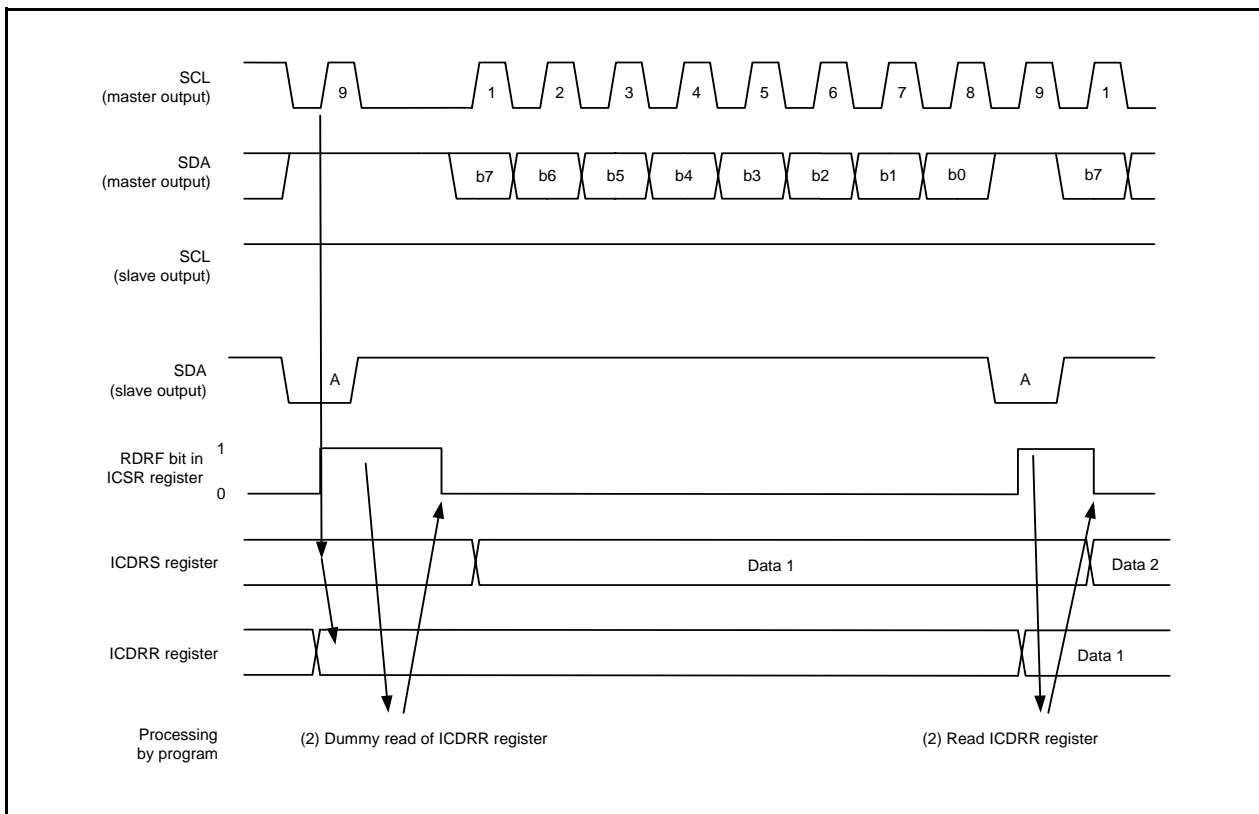 SCL
(master output)
9 1 2 3 4 5 6 7 8 9 1
SDA
(master output)
b7 b6 b5 b4 b3 b2 b1 b0 b7
SCL
(slave output)
SDA
(slave output)
A A
RDRF bit in
ICSR register
1
0
ICDRS register
Data 1 Data 2
ICDRR register
Data 1
Processing
by program
(2) Dummy read of ICDRR register (2) Read ICDRR register